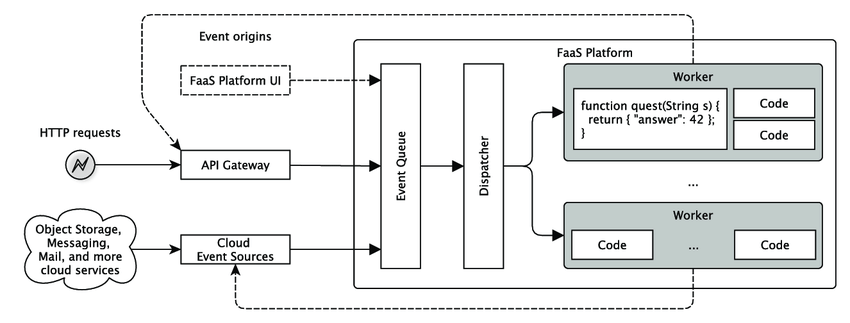 Event origins
FaaS Platform
FaaS Platform UI
HTTP requests
API Gateway
Object Storage,
Messaging,
Mail, and more
cloud services
Cloud
Event Sources
Event Queue
Dispatcher
Worker
function quest(String s) {
return { "answer": 42 };
}
Code
Code
...
Worker
Code
...
Code